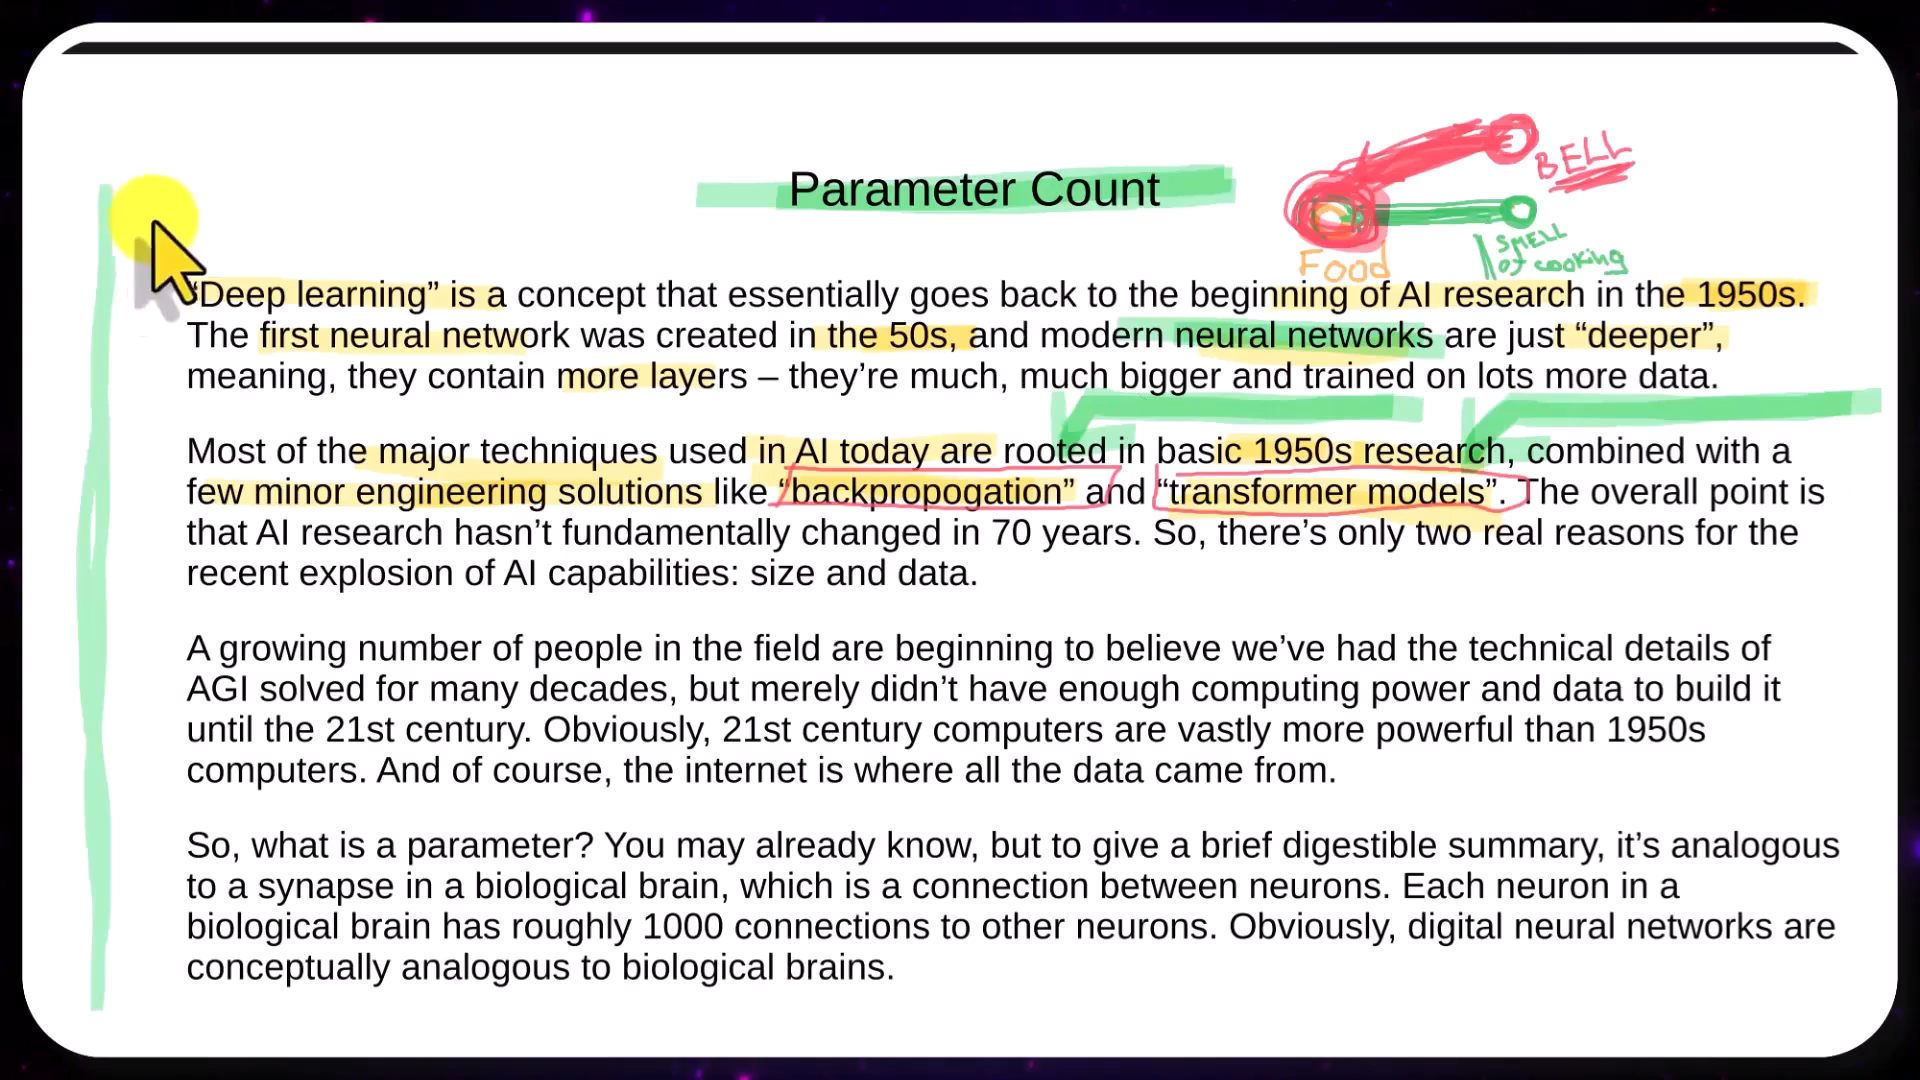 Parameter Count
BELL
SMELL
of cooking
Food
“Deep learning” is a concept that essentially goes back to the beginning of AI research in the 1950s.
The first neural network was created in the 50s, and modern neural networks are just “deeper”,
meaning, they contain more layers – they’re much, much bigger and trained on lots more data.
Most of the major techniques used in AI today are rooted in basic 1950s research, combined with a
few minor engineering solutions like “backpropogation” and “transformer models”. The overall point is
that AI research hasn’t fundamentally changed in 70 years. So, there’s only two real reasons for the
recent explosion of AI capabilities: size and data.
A growing number of people in the field are beginning to believe we’ve had the technical details of
AGI solved for many decades, but merely didn’t have enough computing power and data to build it
until the 21st century. Obviously, 21st century computers are vastly more powerful than 1950s
computers. And of course, the internet is where all the data came from.
So, what is a parameter? You may already know, but to give a brief digestible summary, it’s analogous
to a synapse in a biological brain, which is a connection between neurons. Each neuron in a
biological brain has roughly 1000 connections to other neurons. Obviously, digital neural networks are
conceptually analogous to biological brains.